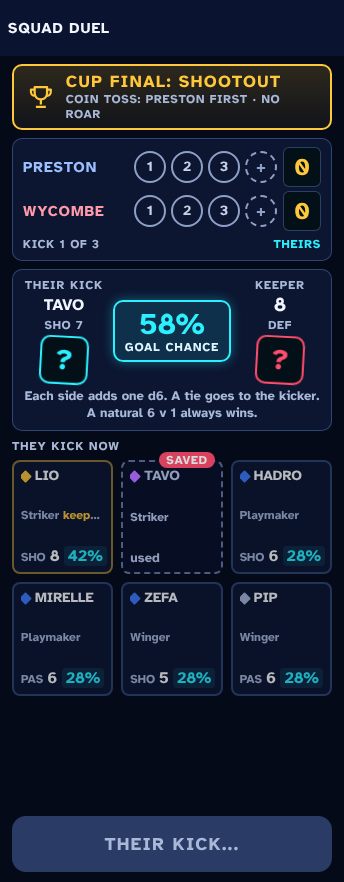 SQUAD DUEL
CUP FINAL: SHOOTOUT
COIN TOSS: PRESTON FIRST · NO
ROAR
PRESTON 1 2 3 + 0
WYCOMBE 1 2 3 + 0
KICK 1 OF 3 THEIRS
THEIR KICK KEEPER
TAVO 8
SHO 7 DEF
58%
GOAL CHANCE
? ?
Each side adds one d6. A tie goes to the kicker.
A natural 6 v 1 always wins.
THEY KICK NOW
SAVED
LIO TAVO HADRO
Striker keep... Striker Playmaker
SHO 8 42% used SHO 6 28%
MIRELLE ZEFA PIP
Playmaker Winger Winger
PAS 6 28% SHO 5 28% PAS 6 28%
THEIR KICK...